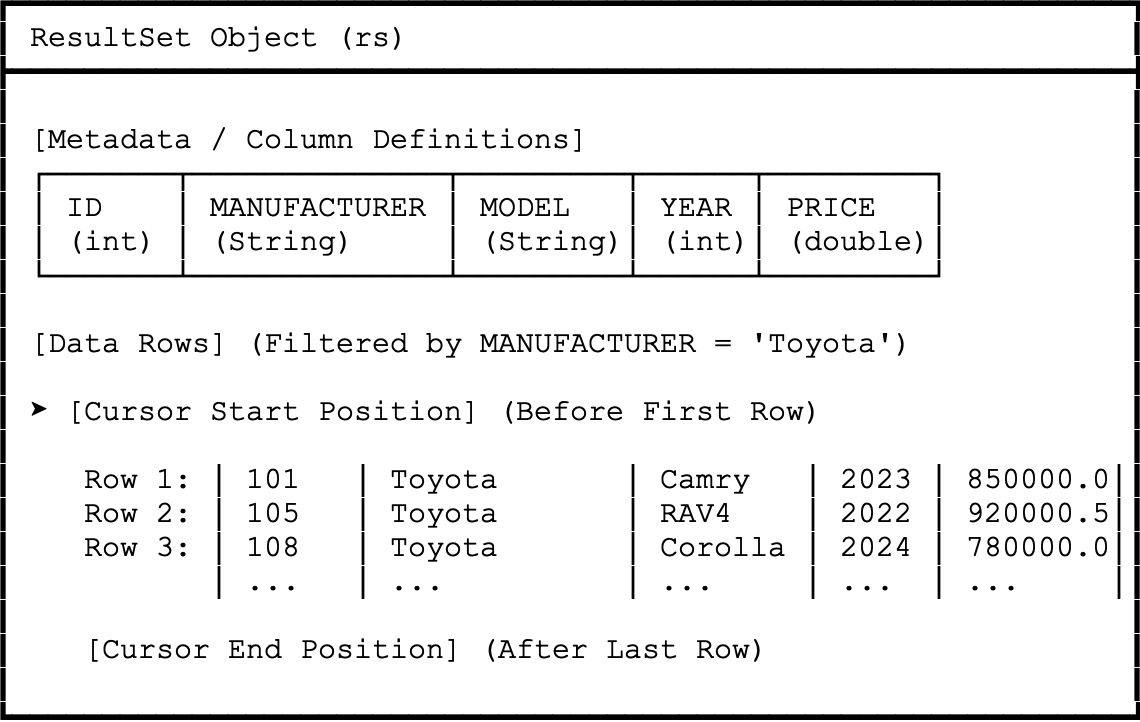 ResultSet Object (rs)
[Metadata / Column Definitions]
ID MANUFACTURER MODEL YEAR PRICE
(int) (String) (String) (int) (double)
[Data Rows] (Filtered by MANUFACTURER = 'Toyota')
➤ [Cursor Start Position] (Before First Row)
Row 1: | 101 | Toyota | Camry | 2023 | 850000.0|
Row 2: | 105 | Toyota | RAV4 | 2022 | 920000.5|
Row 3: | 108 | Toyota | Corolla | 2024 | 780000.0|
| ... | ... | ... | ... | ... |
[Cursor End Position] (After Last Row)